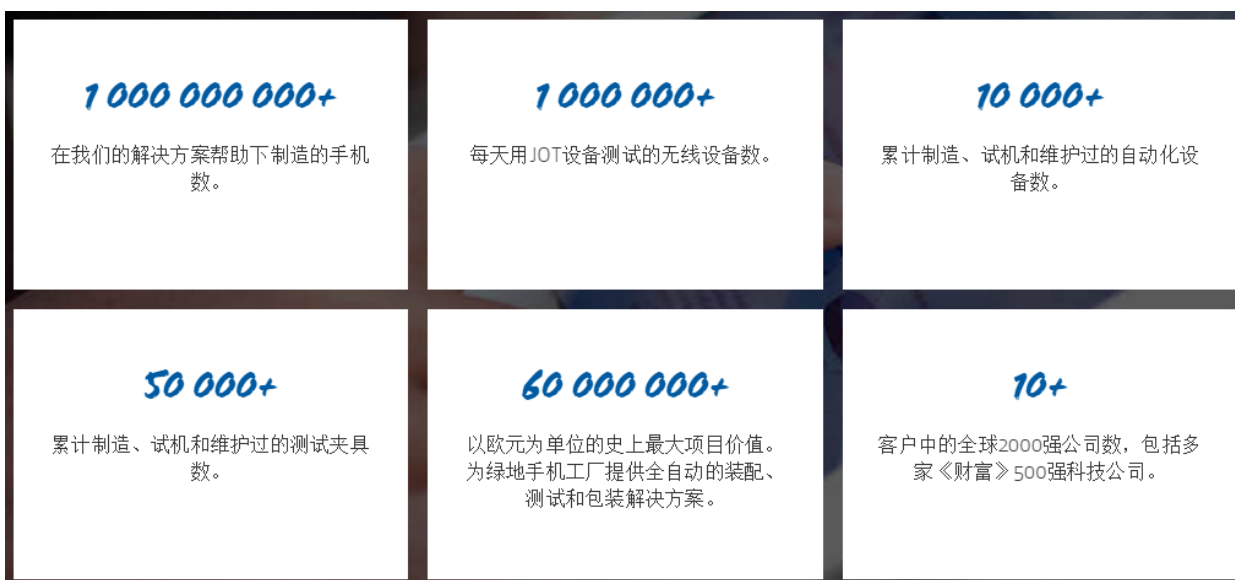 1 000 000 000+
在我们的解决方案帮助下制造的手机
数。
1 000 000+
每天用JOT设备测试的无线设备数。
10 000+
累计制造、试机和维护过的自动化设
备数。
50 000+
累计制造、试机和维护过的测试夹具
数。
60 000 000+
以欧元为单位的史上最大项目价值。
为绿地手机工厂提供全自动的装配、
测试和包装解决方案。
10+
客户中的全球2000强公司数，包括多
家《财富》500强科技公司。